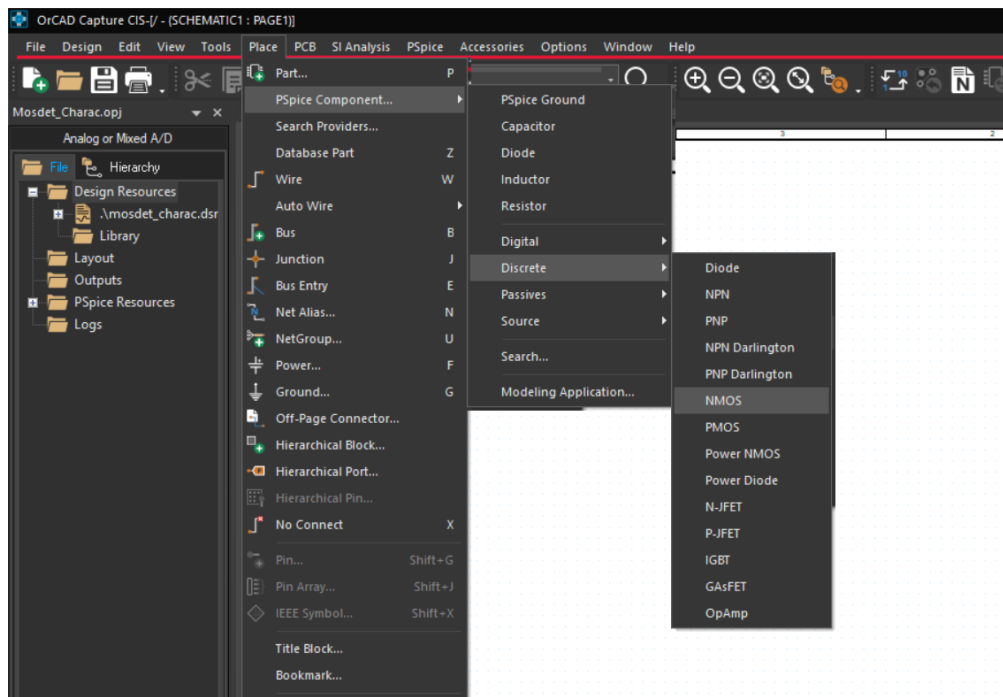 OrCAD Capture CIS-[/ - (SCHEMATIC1 : PAGE1)]
File Design Edit View Tools Place PCB SI Analysis PSpice Accessories Options Window Help
Mosdet_Charac.opj
Analog or Mixed A/D
File Hierarchy
Design Resources
.\mosdet_charac.dsr
Library
Layout
Outputs
PSpice Resources
Logs
Part... P
PSpice Component...
Search Providers...
Database Part Z
Wire W
Auto Wire
Bus B
Junction J
Bus Entry E
Net Alias... N
NetGroup... U
Power... F
Ground... G
Off-Page Connector...
Hierarchical Block...
Hierarchical Port...
Hierarchical Pin...
No Connect X
Pin... Shift+G
Pin Array... Shift+J
IEEE Symbol... Shift+X
Title Block...
Bookmark...
PSpice Ground
Capacitor
Diode
Inductor
Resistor
Digital
Discrete
Passives
Source
Search...
Modeling Application...
Diode
NPN
PNP
NPN Darlington
PNP Darlington
NMOS
PMOS
Power NMOS
Power Diode
N-JFET
P-JFET
IGBT
GAsFET
OpAmp
3 2
N